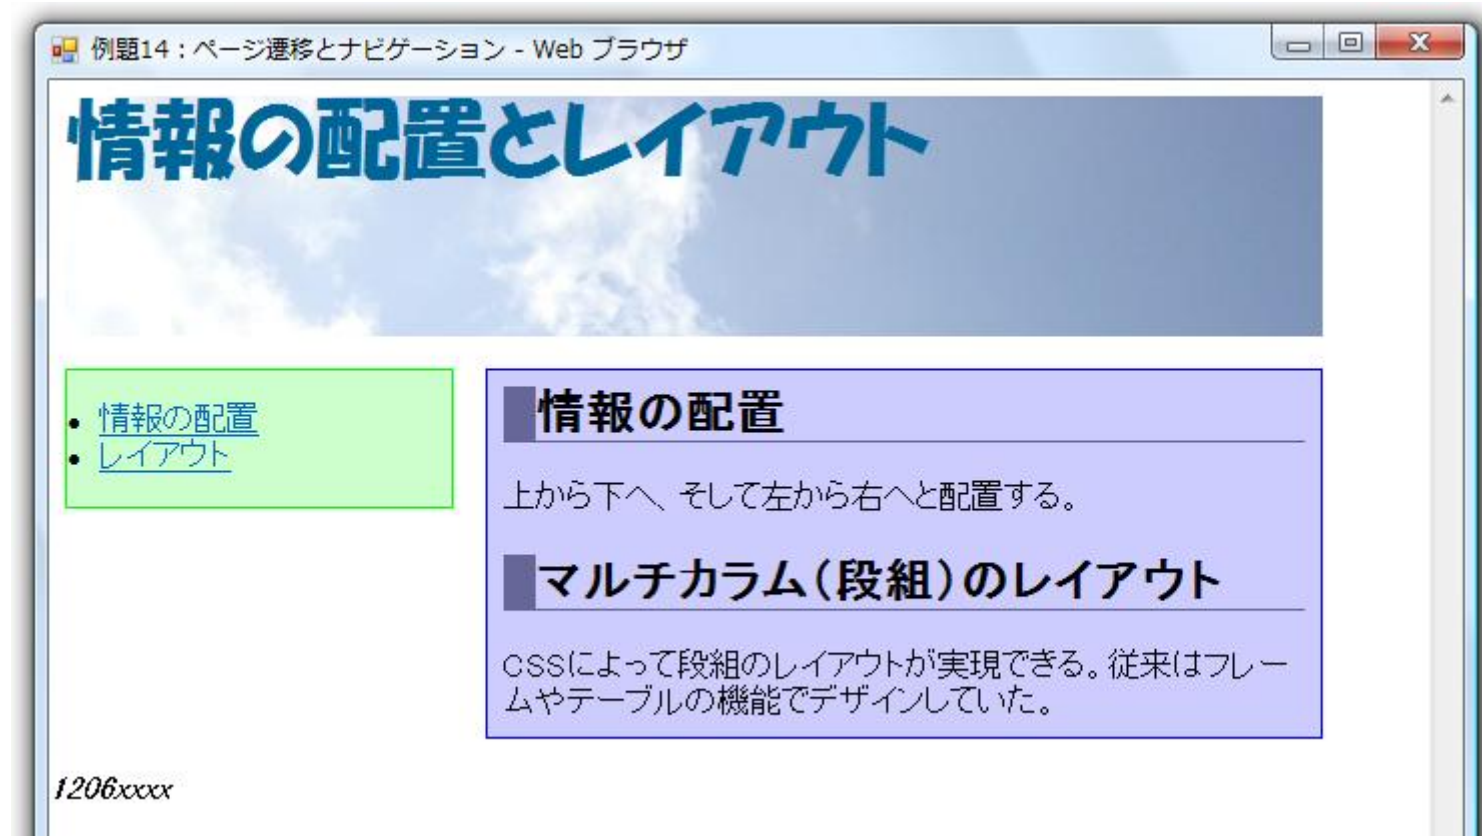 例題14：ページ遷移とナビゲーション - Web ブラウザ
情報の配置とレイアウト
情報の配置
レイアウト
情報の配置
上から下へ、そして左から右へと配置する。
マルチカラム（段組）のレイアウト
CSSによって段組のレイアウトが実現できる。従来はフレー
ムやテーブルの機能でデザインしていた。
1206xxxx